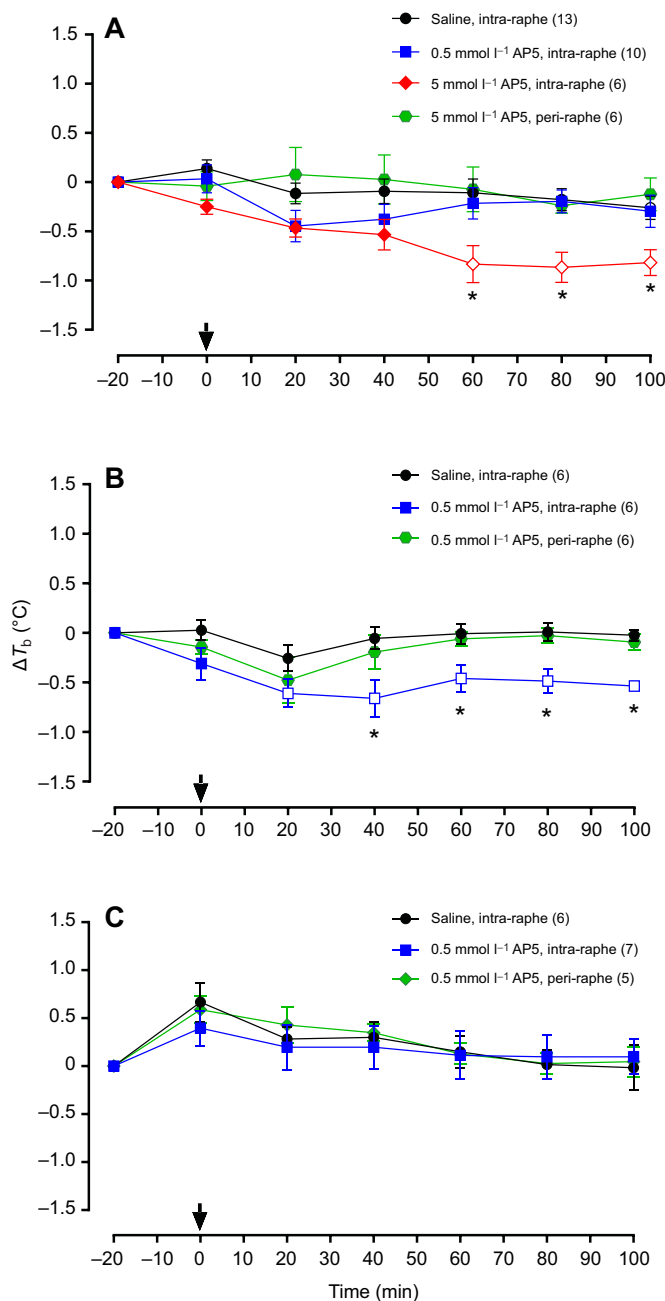 A
Saline, intra-raphe (13)
0.5 mmol l⁻¹ AP5, intra-raphe (10)
5 mmol l⁻¹ AP5, intra-raphe (6)
5 mmol l⁻¹ AP5, peri-raphe (6)
1.5
1.0
0.5
0
–0.5
–1.0
–1.5
* * *
–20 –10 0 10 20 30 40 50 60 70 80 90 100
B
Saline, intra-raphe (6)
0.5 mmol l⁻¹ AP5, intra-raphe (6)
0.5 mmol l⁻¹ AP5, peri-raphe (6)
1.5
1.0
0.5
0
–0.5
–1.0
–1.5
ΔTb (°C)
* * * *
–20 –10 0 10 20 30 40 50 60 70 80 90 100
C
Saline, intra-raphe (6)
0.5 mmol l⁻¹ AP5, intra-raphe (7)
0.5 mmol l⁻¹ AP5, peri-raphe (5)
1.5
1.0
0.5
0
–0.5
–1.0
–1.5
–20 –10 0 10 20 30 40 50 60 70 80 90 100
Time (min)